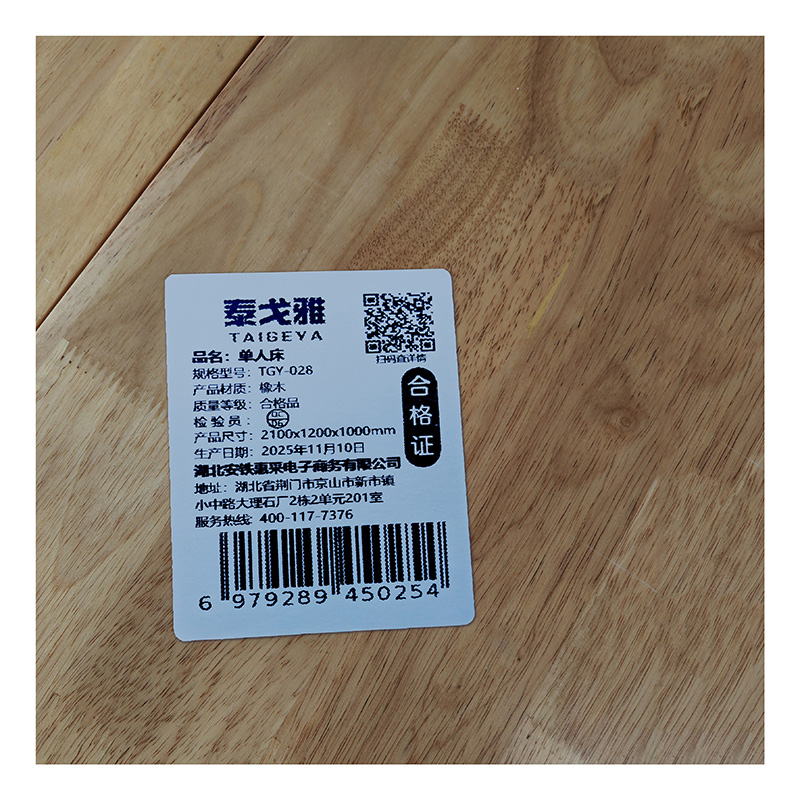 泰戈雅
TAIGEYA
扫码查详情
品名：单人床
规格型号：TGY-028
产品材质：橡木
质量等级：合格品
检验员：QC 06
产品尺寸：2100x1200x1000mm
生产日期：2025年11月10日
湖北安铁惠采电子商务有限公司
地址：湖北省荆门市京山市新市镇
小中路大理石厂2栋2单元201室
服务热线：400-117-7376
合格证
6 979289 450254